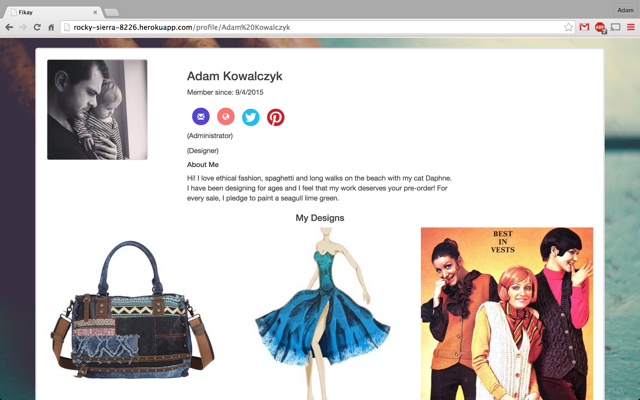 Fikay
Adam
rocky-sierra-8226.herokuapp.com/profile/Adam%20Kowalczyk
Adam Kowalczyk
Member since: 9/4/2015
(Administrator)
(Designer)
About Me
Hi! I love ethical fashion, spaghetti and long walks on the beach with my cat Daphne.
I have been designing for ages and I feel that my work deserves your pre-order! For
every sale, I pledge to paint a seagull lime green.
My Designs
BEST
IN
VESTS